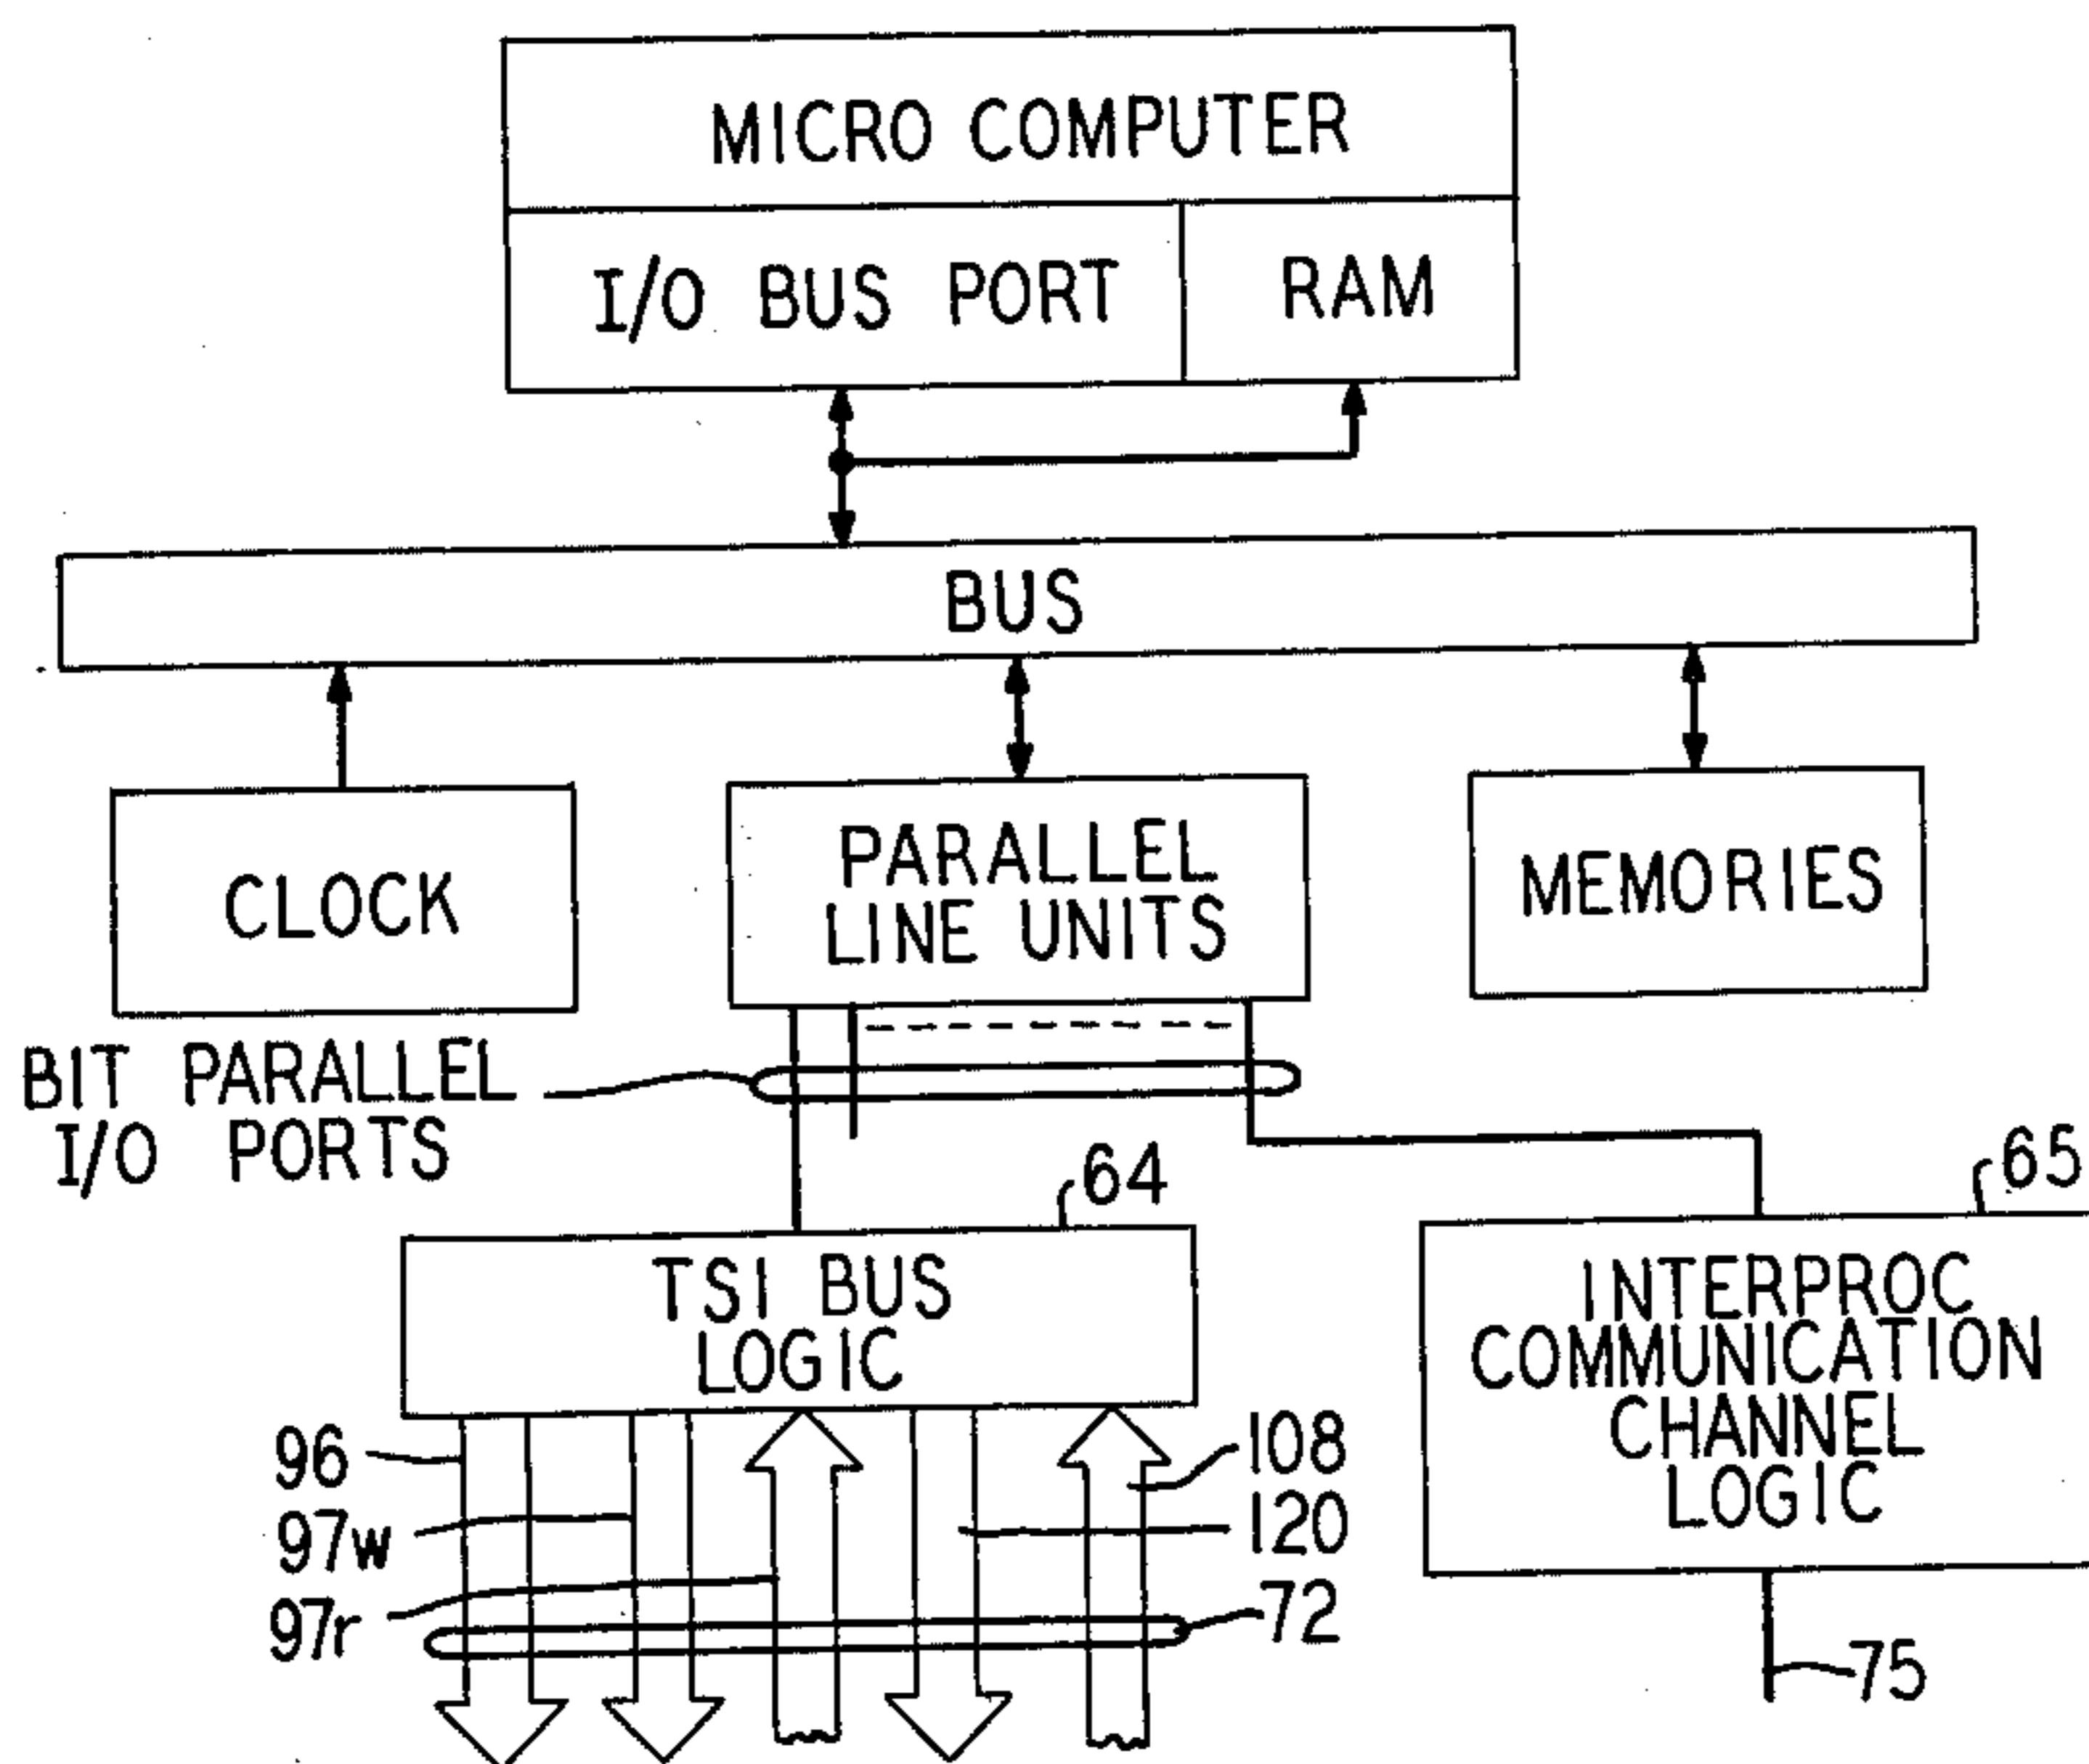 MICRO COMPUTER
I/O BUS PORT
RAM
BUS
CLOCK
PARALLEL
LINE UNITS
MEMORIES
BIT PARALLEL
I/O PORTS
64
65
TSI BUS
LOGIC
INTERPROC
COMMUNICATION
CHANNEL
LOGIC
96
97w
97r
108
120
72
75